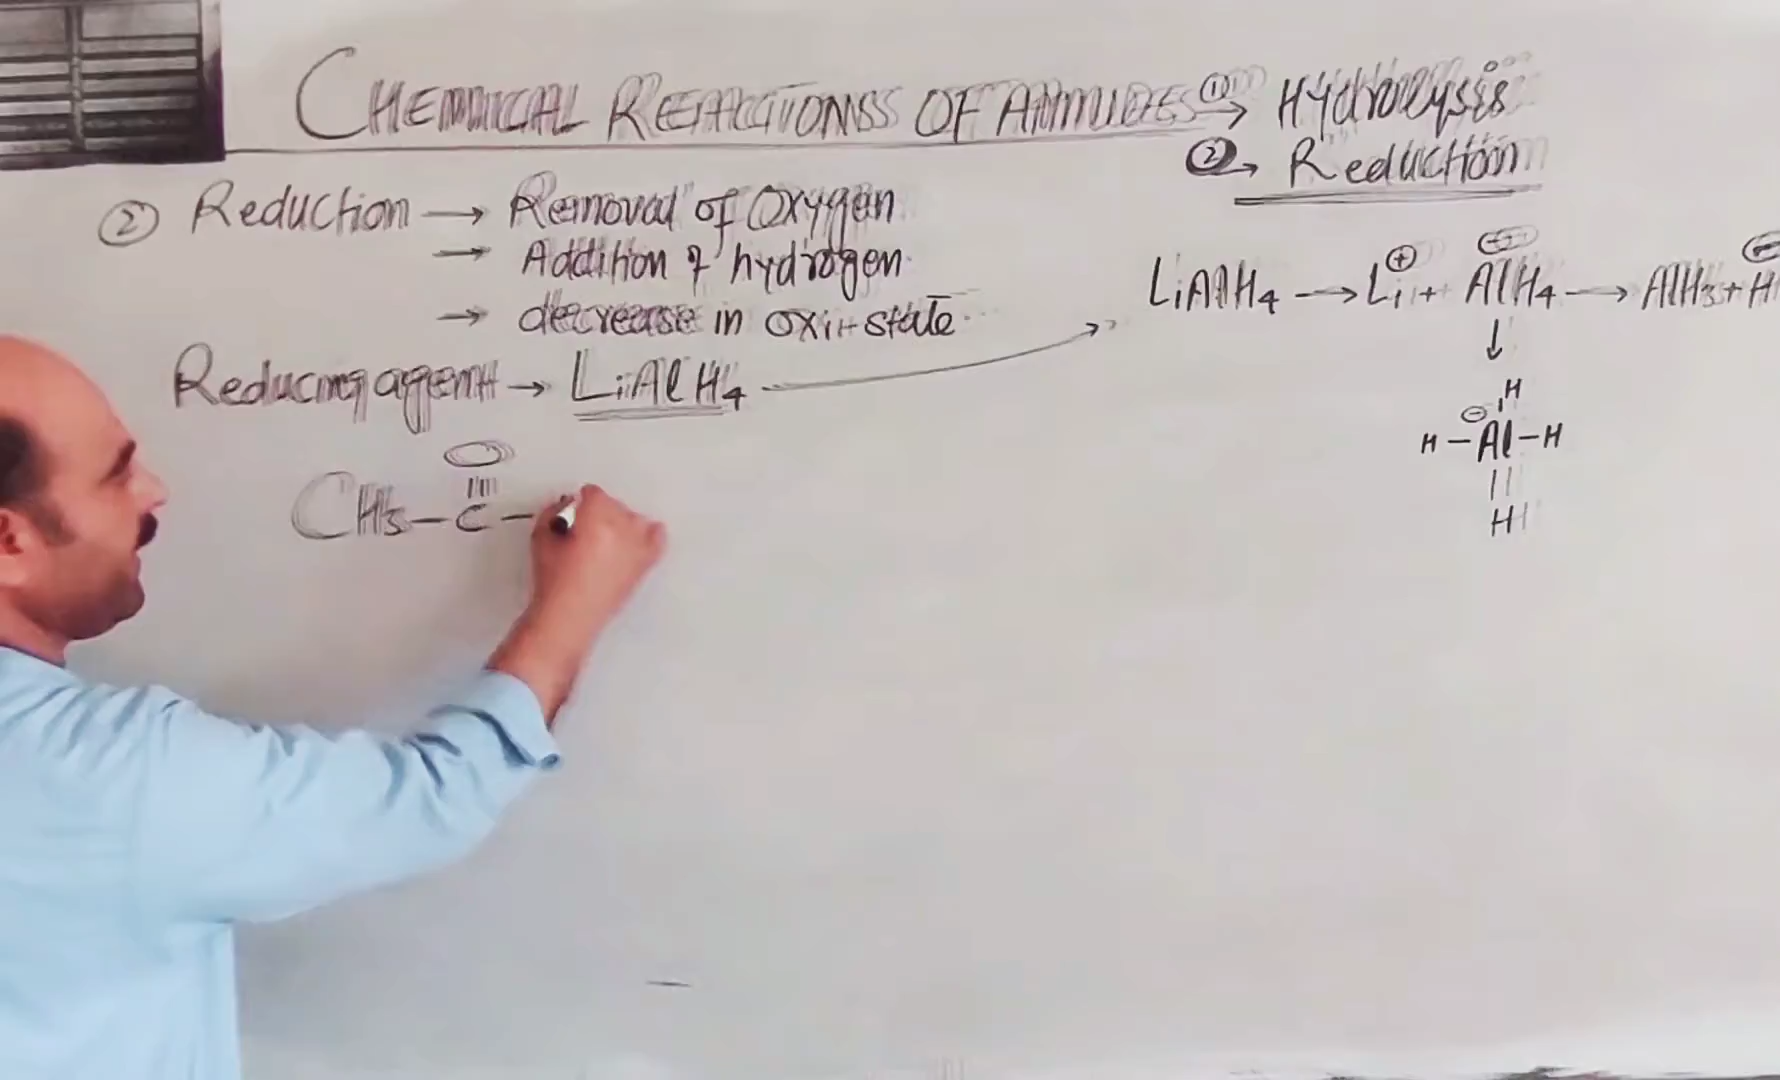 CHEMICAL REACTIONS OF AMIDES ① → Hydrolysis
② → Reduction
② Reduction → Removal of Oxygen
→ Addition of hydrogen
→ decrease in oxi. state
Reducing agent → LiAlH4
LiAlH4 → Li⊕ + AlH4⊖ → AlH3 + H⊖
↓
H
⊖
H – Al – H
|
H
O
||
CH3 – C –